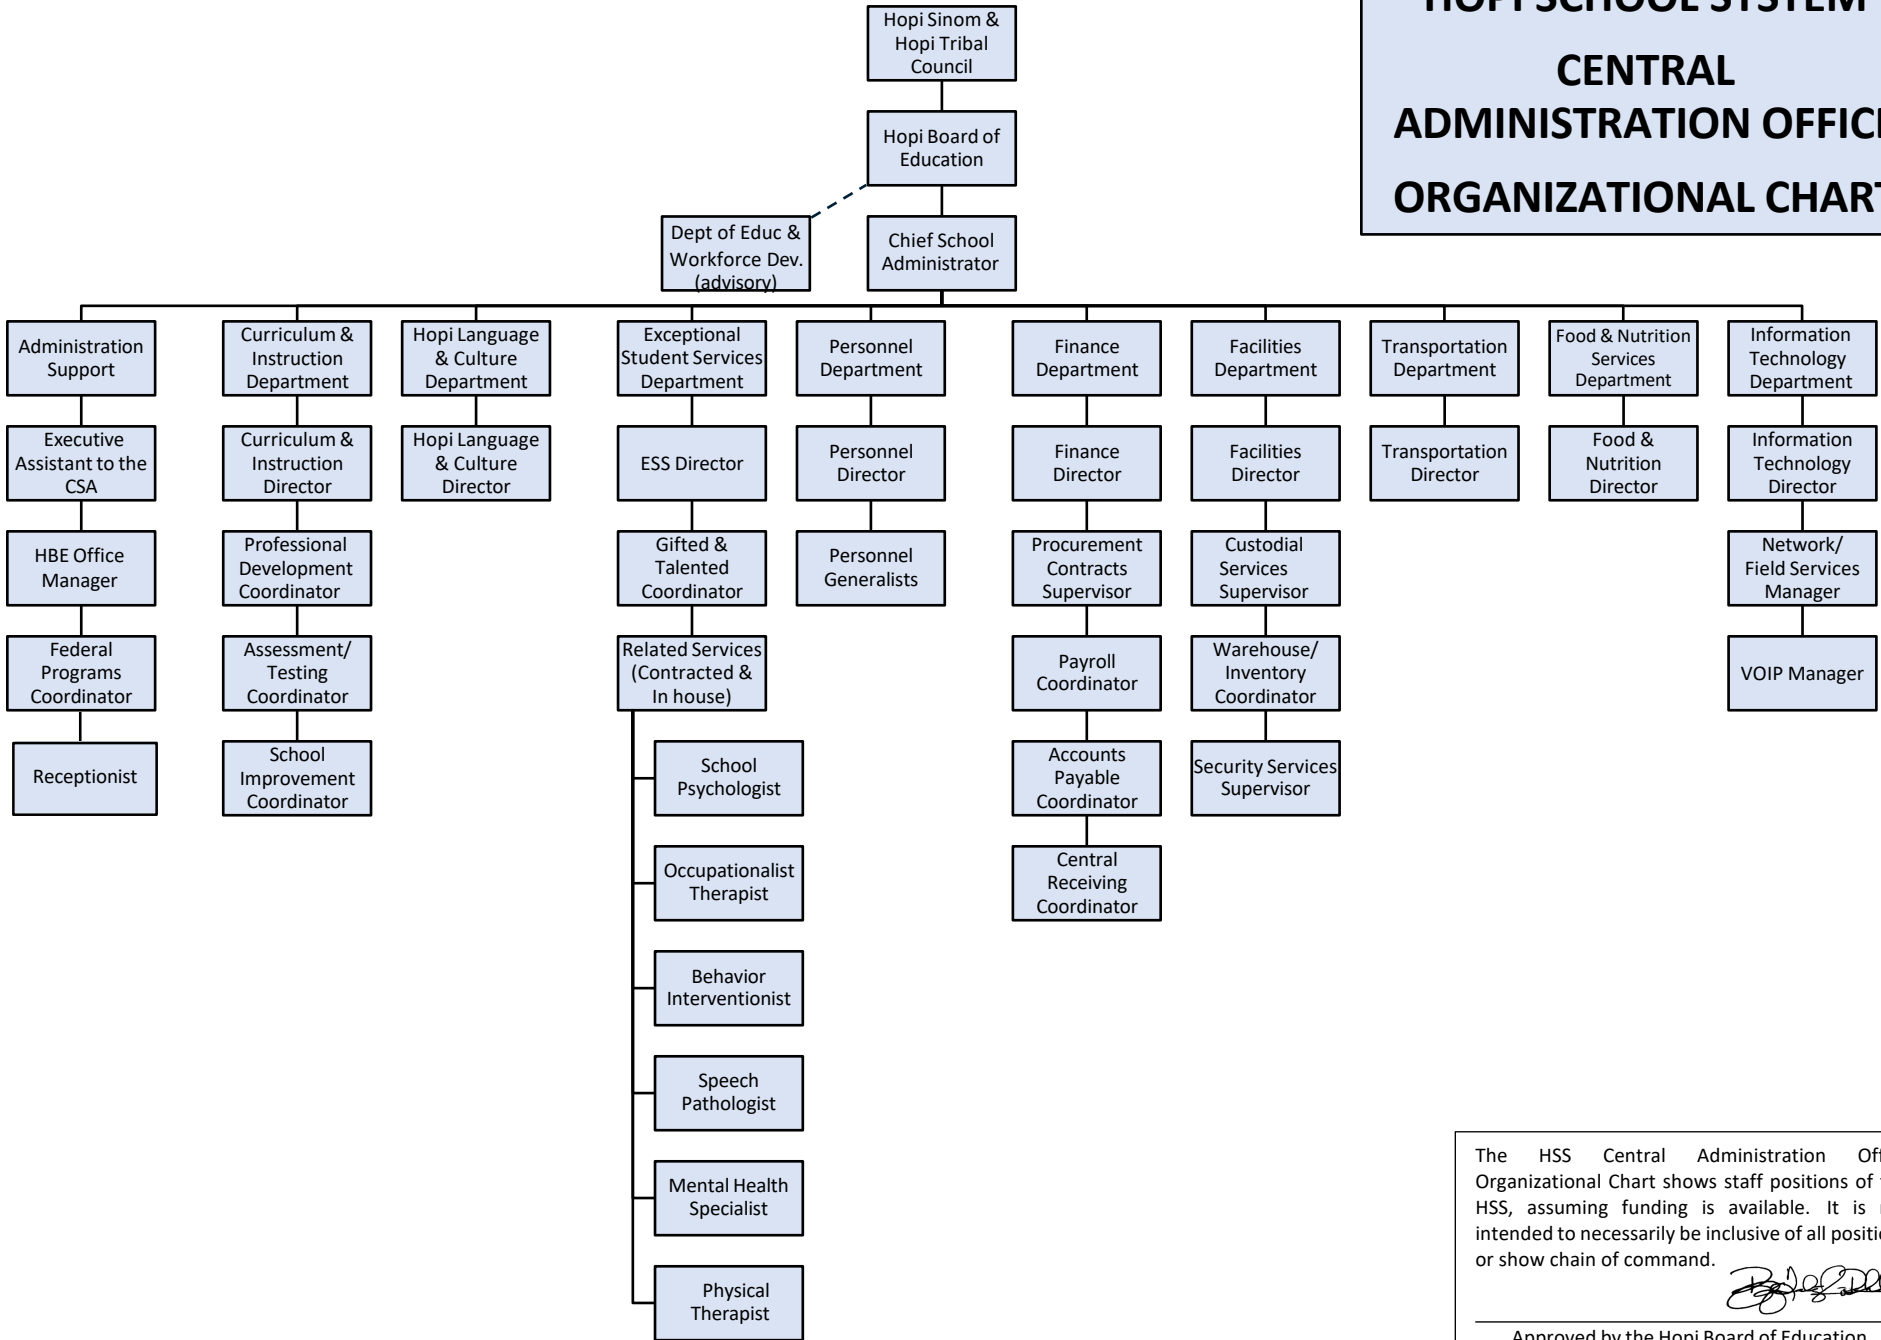 Hopi Sinom &
Hopi Tribal
Council
HOPI SCHOOL SYSTEM
CENTRAL
ADMINISTRATION OFFIC
ORGANIZATIONAL CHART
Hopi Board of
Education
Dept of Educ &
Workforce Dev.
(advisory)
Chief School
Administrator
Administration
Support
Curriculum &
Instruction
Department
Hopi Language
& Culture
Department
Exceptional
Student Services
Department
Personnel
Department
Finance
Department
Facilities
Department
Transportation
Department
Food & Nutrition
Services
Department
Information
Technology
Department
Executive
Assistant to the
CSA
Curriculum &
Instruction
Director
Hopi Language
& Culture
Director
ESS Director
Personnel
Director
Finance
Director
Facilities
Director
Transportation
Director
Food &
Nutrition
Director
Information
Technology
Director
HBE Office
Manager
Professional
Development
Coordinator
Gifted &
Talented
Coordinator
Personnel
Generalists
Procurement
Contracts
Supervisor
Custodial
Services
Supervisor
Network/
Field Services
Manager
Federal
Programs
Coordinator
Assessment/
Testing
Coordinator
Related Services
(Contracted &
In house)
Payroll
Coordinator
Warehouse/
Inventory
Coordinator
VOIP Manager
Receptionist
School
Improvement
Coordinator
School
Psychologist
Accounts
Payable
Coordinator
Security Services
Supervisor
Occupationalist
Therapist
Central
Receiving
Coordinator
Behavior
Interventionist
Speech
Pathologist
Mental Health
Specialist
Physical
Therapist
The HSS Central Administration Off
Organizational Chart shows staff positions of
HSS, assuming funding is available. It is
intended to necessarily be inclusive of all positi
or show chain of command.
Approved by the Hopi Board of Education